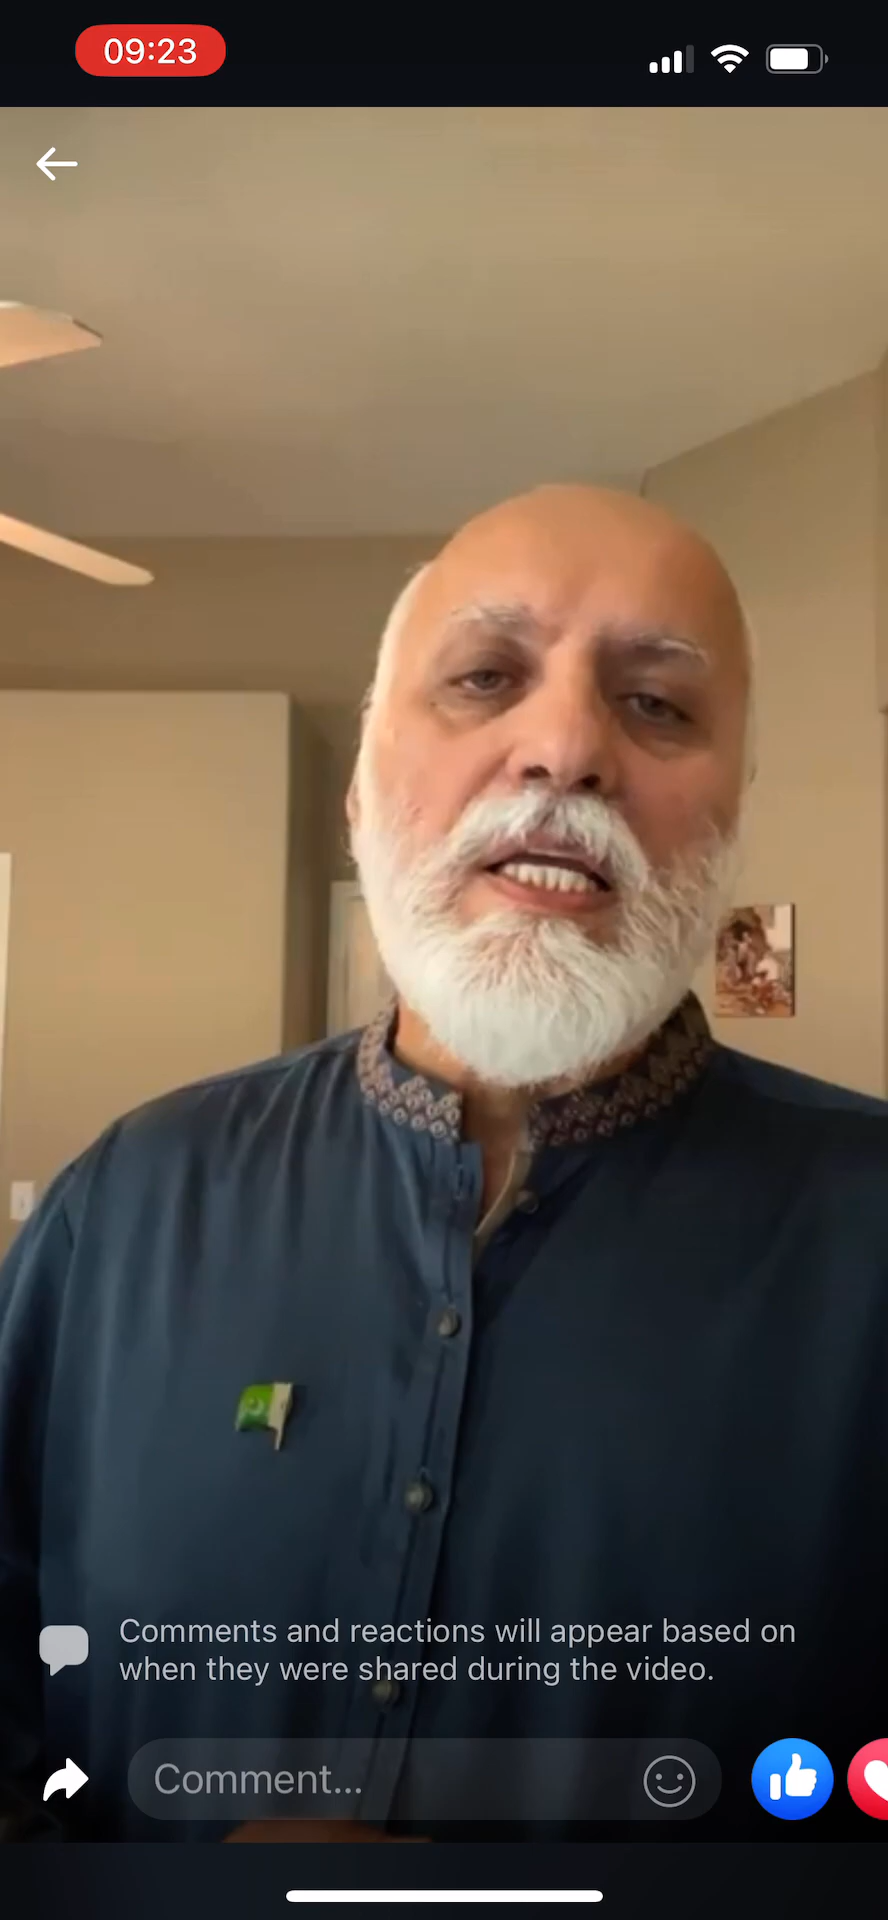 09:23
Comments and reactions will appear based on
when they were shared during the video.
Comment...